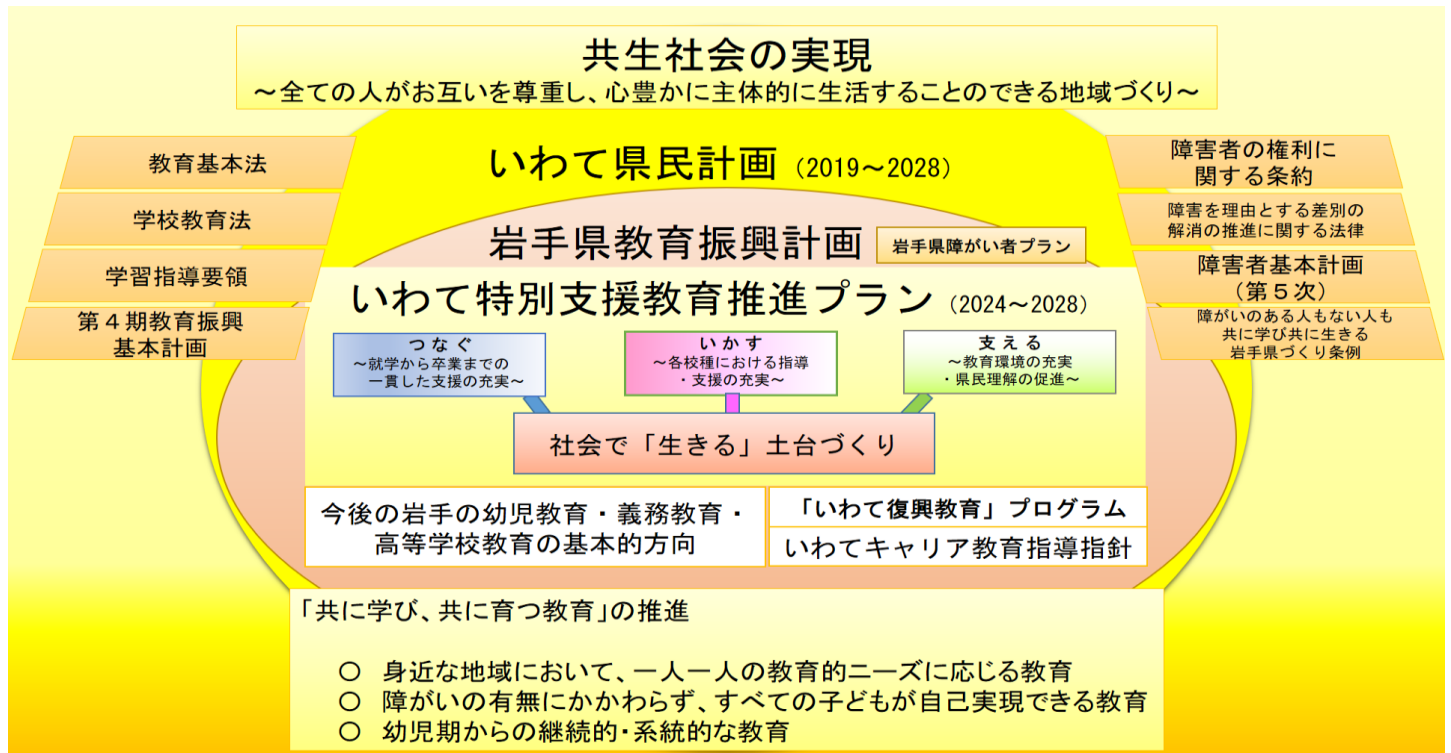 共生社会の実現
～全ての人がお互いを尊重し、心豊かに主体的に生活することのできる地域づくり～
教育基本法
学校教育法
学習指導要領
第４期教育振興
基本計画
いわて県民計画（2019～2028）
岩手県教育振興計画
岩手県障がい者プラン
いわて特別支援教育推進プラン（2024～2028）
障害者の権利に
関する条約
障害を理由とする差別の
解消の推進に関する法律
障害者基本計画
（第５次）
障がいのある人もない人も
共に学び共に生きる
岩手県づくり条例
つなぐ
～就学から卒業までの
一貫した支援の充実～
いかす
～各校種における指導
・支援の充実～
支える
～教育環境の充実
・県民理解の促進～
社会で「生きる」土台づくり
今後の岩手の幼児教育・義務教育・
高等学校教育の基本的方向
「いわて復興教育」プログラム
いわてキャリア教育指導指針
「共に学び、共に育つ教育」の推進
○　身近な地域において、一人一人の教育的ニーズに応じる教育
○　障がいの有無にかかわらず、すべての子どもが自己実現できる教育
○　幼児期からの継続的・系統的な教育